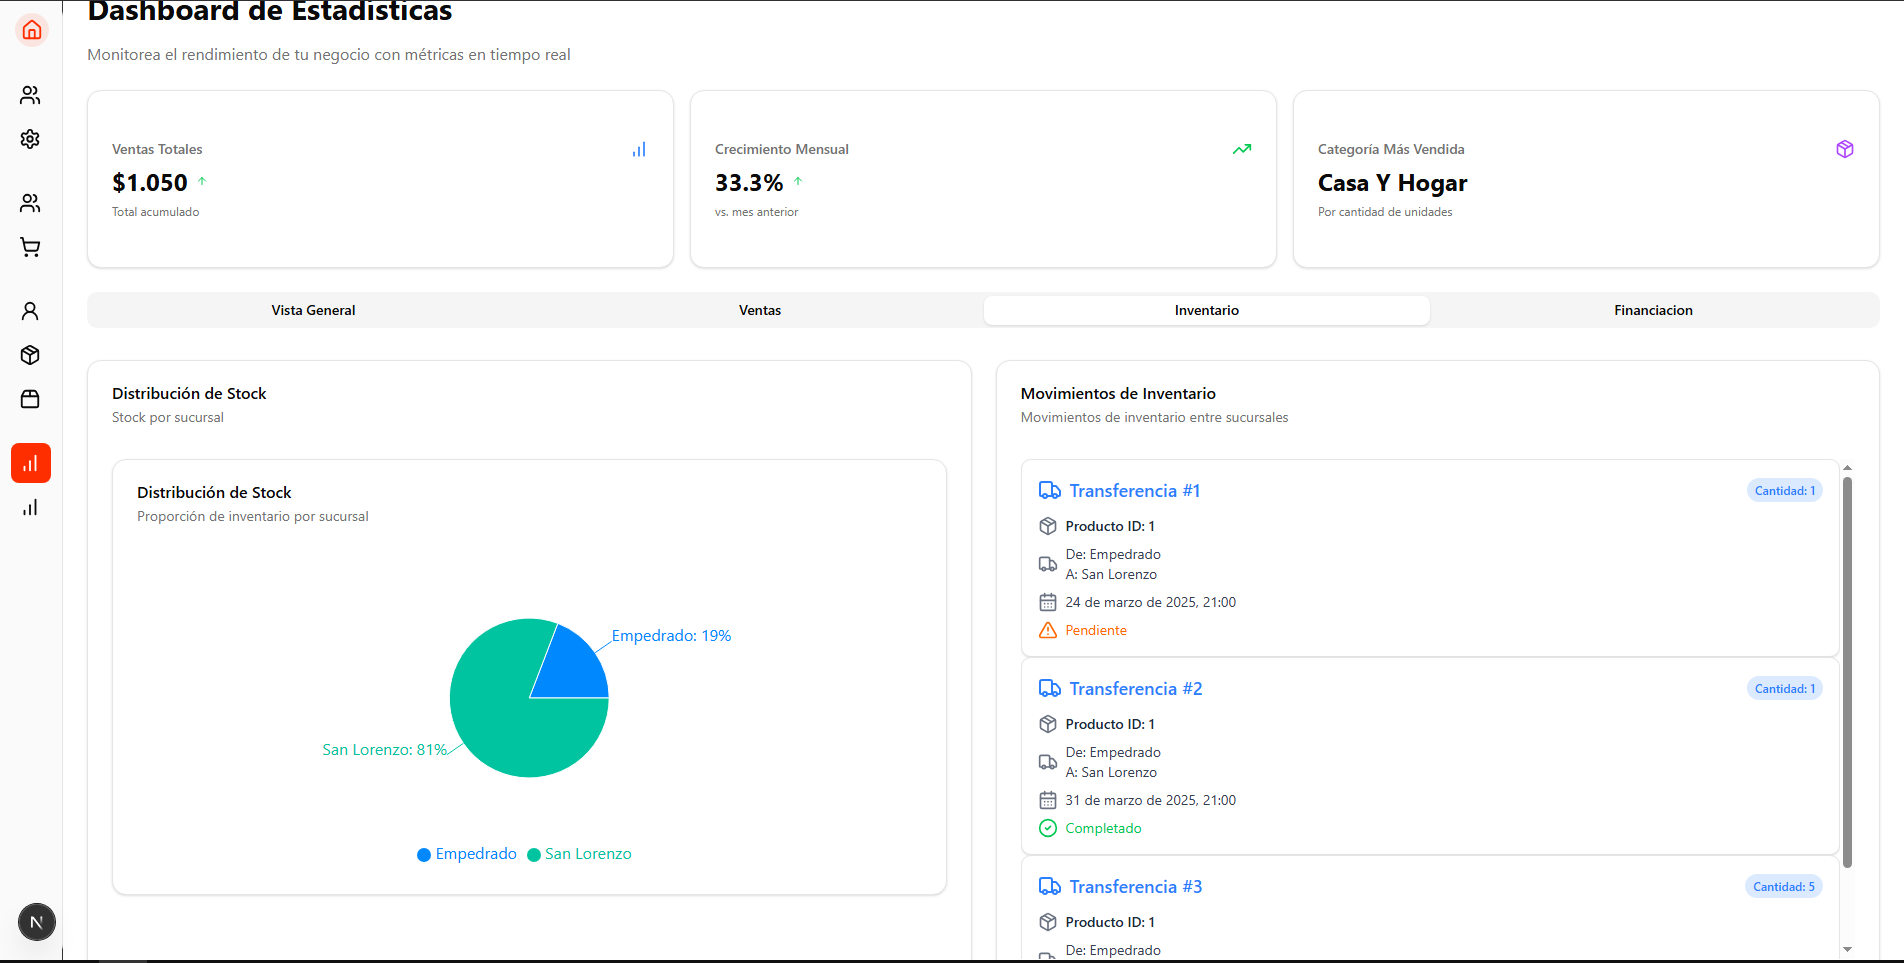 Dashboard de Estadísticas
Monitorea el rendimiento de tu negocio con métricas en tiempo real
Ventas Totales
$1.050
Total acumulado
Crecimiento Mensual
33.3%
vs. mes anterior
Categoría Más Vendida
Casa Y Hogar
Por cantidad de unidades
Vista General
Ventas
Inventario
Financiacion
Distribución de Stock
Stock por sucursal
Distribución de Stock
Proporción de inventario por sucursal
Empedrado: 19%
San Lorenzo: 81%
Empedrado
San Lorenzo
Movimientos de Inventario
Movimientos de inventario entre sucursales
Transferencia #1
Cantidad: 1
Producto ID: 1
De: Empedrado
A: San Lorenzo
24 de marzo de 2025, 21:00
Pendiente
Transferencia #2
Cantidad: 1
Producto ID: 1
De: Empedrado
A: San Lorenzo
31 de marzo de 2025, 21:00
Completado
Transferencia #3
Cantidad: 5
Producto ID: 1
De: Empedrado
N